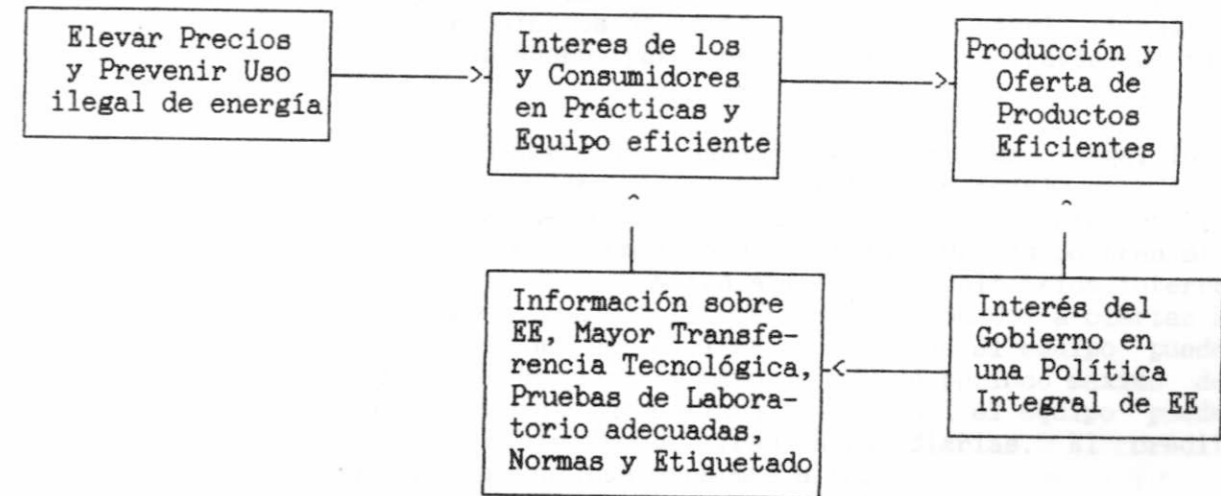 Elevar Precios
y Prevenir Uso
ilegal de energía
Interes de los
y Consumidores
en Prácticas y
Equipo eficiente
Producción y
Oferta de
Productos
Eficientes
Información sobre
EE, Mayor Transfe-
rencia Tecnológica,
Pruebas de Labora-
torio adecuadas,
Normas y Etiquetado
Interés del
Gobierno en
una Política
Integral de EE